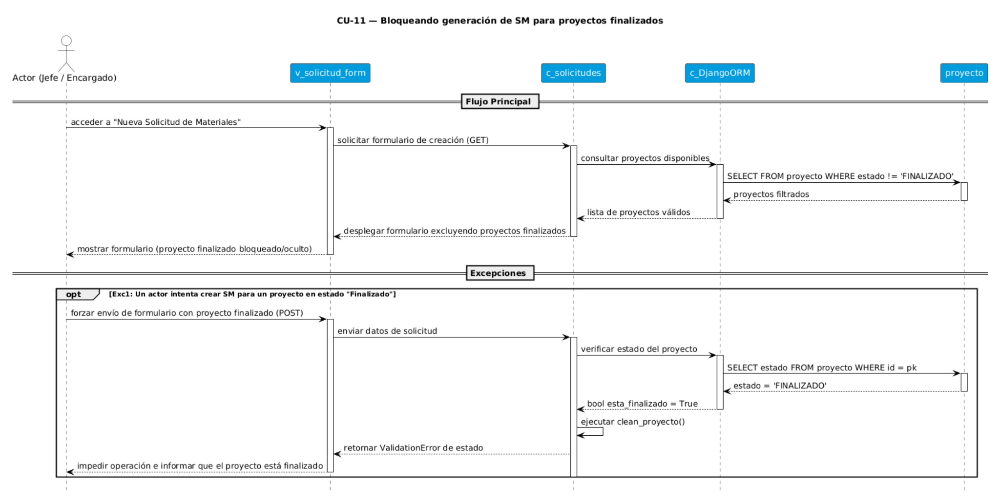 CU-11 — Bloqueando generación de SM para proyectos finalizados
Actor (Jefe / Encargado)
v_solicitud_form
c_solicitudes
c_DjangoORM
proyecto
Flujo Principal
acceder a "Nueva Solicitud de Materiales"
solicitar formulario de creación (GET)
consultar proyectos disponibles
SELECT FROM proyecto WHERE estado != 'FINALIZADO'
proyectos filtrados
lista de proyectos válidos
desplegar formulario excluyendo proyectos finalizados
mostrar formulario (proyecto finalizado bloqueado/oculto)
Excepciones
opt
[Exc1: Un actor intenta crear SM para un proyecto en estado "Finalizado"]
forzar envío de formulario con proyecto finalizado (POST)
enviar datos de solicitud
verificar estado del proyecto
SELECT estado FROM proyecto WHERE id = pk
estado = 'FINALIZADO'
bool esta_finalizado = True
ejecutar clean_proyecto()
retornar ValidationError de estado
impedir operación e informar que el proyecto está finalizado